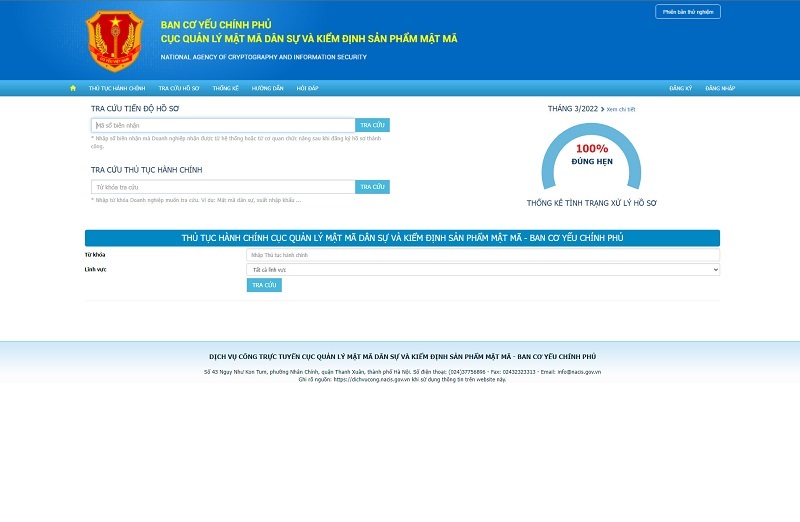 BAN CƠ YẾU CHÍNH PHỦ
CỤC QUẢN LÝ MẬT MÃ DÂN SỰ VÀ KIỂM ĐỊNH SẢN PHẨM MẬT MÃ
NATIONAL AGENCY OF CRYPTOGRAPHY AND INFORMATION SECURITY
Phiên bản thử nghiệm
THỦ TỤC HÀNH CHÍNH TRA CỨU HỒ SƠ THỐNG KÊ HƯỚNG DẪN HỎI ĐÁP ĐĂNG KÝ ĐĂNG NHẬP
TRA CỨU TIẾN ĐỘ HỒ SƠ
Mã số biên nhận TRA CỨU
* Nhập số biên nhận mà Doanh nghiệp nhận được từ hệ thống hoặc từ cơ quan chức năng sau khi đăng ký hồ sơ thành
công.
TRA CỨU THỦ TỤC HÀNH CHÍNH
Từ khóa tra cứu TRA CỨU
* Nhập từ khóa Doanh nghiệp muốn tra cứu. Ví dụ: Mật mã dân sự, xuất nhập khẩu ...
THÁNG 3/2022 Xem chi tiết
100%
ĐÚNG HẸN
THỐNG KÊ TÌNH TRẠNG XỬ LÝ HỒ SƠ
THỦ TỤC HÀNH CHÍNH CỤC QUẢN LÝ MẬT MÃ DÂN SỰ VÀ KIỂM ĐỊNH SẢN PHẨM MẬT MÃ - BAN CƠ YẾU CHÍNH PHỦ
Từ khóa Nhập Thủ tục hành chính
Lĩnh vực Tất cả lĩnh vực
TRA CỨU
DỊCH VỤ CÔNG TRỰC TUYẾN CỤC QUẢN LÝ MẬT MÃ DÂN SỰ VÀ KIỂM ĐỊNH SẢN PHẨM MẬT MÃ - BAN CƠ YẾU CHÍNH PHỦ
Số 43 Ngụy Như Kon Tum, phường Nhân Chính, quận Thanh Xuân, thành phố Hà Nội. Số điện thoại: (024)37756896 - Fax: 02432323313 - Email: info@nacis.gov.vn
Ghi rõ nguồn: https://dichvucong.nacis.gov.vn khi sử dụng thông tin trên website này.